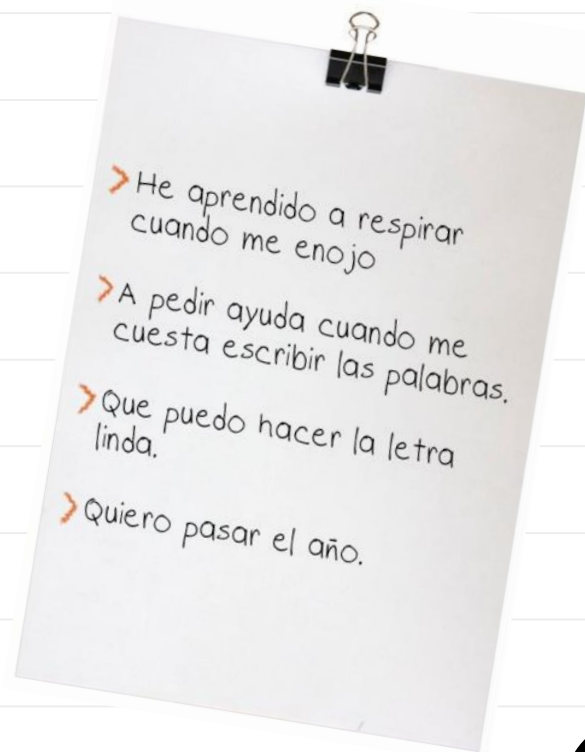 > He aprendido a respirar
cuando me enojo
> A pedir ayuda cuando me
cuesta escribir las palabras.
> Que puedo hacer la letra
linda.
> Quiero pasar el año.